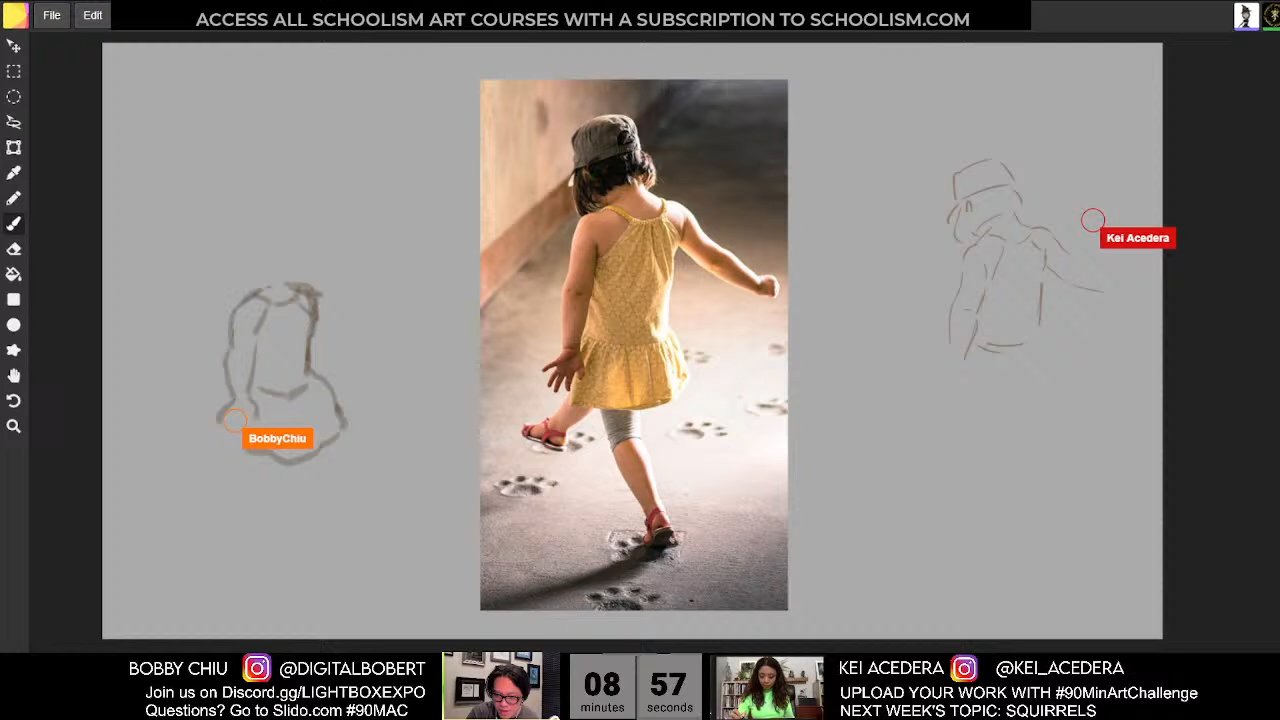 ACCESS ALL SCHOOLISM ART COURSES WITH A SUBSCRIPTION TO SCHOOLISM.COM
File Edit
Kei Acedera
BobbyChiu
BOBBY CHIU @DIGITALBOBERT
Join us on Discord.gg/LIGHTBOXEXPO
Questions? Go to Slido.com #90MAC
08 57
minutes seconds
KEI ACEDERA @KEI_ACEDERA
UPLOAD YOUR WORK WITH #90MinArtChallenge
NEXT WEEK'S TOPIC: SQUIRRELS